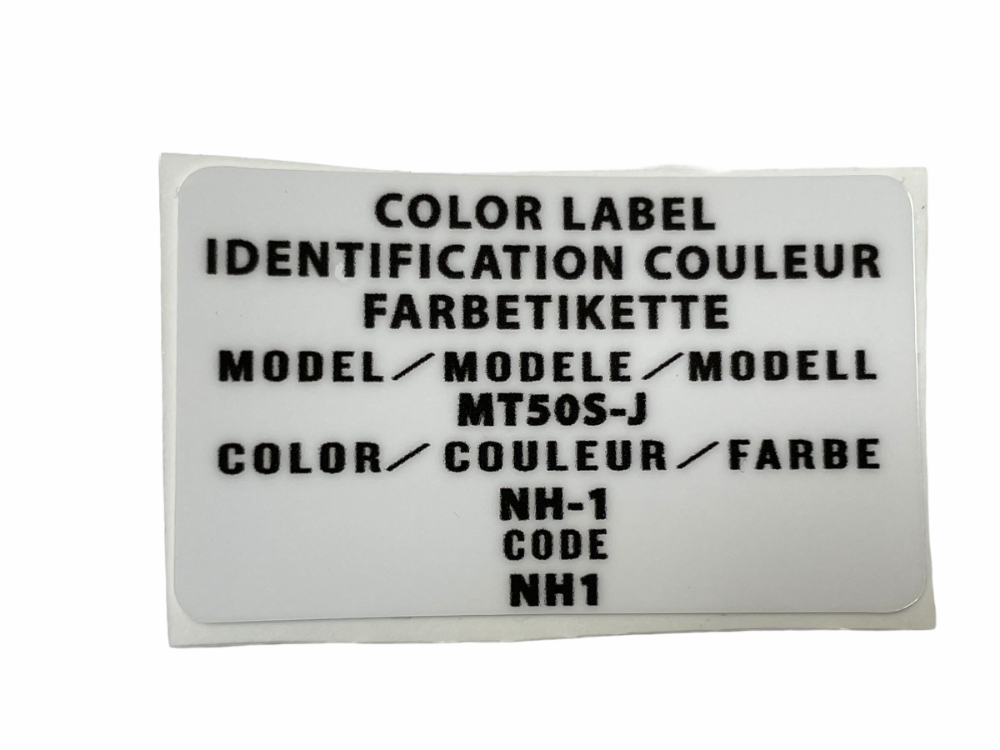 COLOR LABEL
IDENTIFICATION COULEUR
FARBETIKETTE
MODEL/MODELE/MODELL
MT50S-J
COLOR/COULEUR/FARBE
NH-1
CODE
NH1